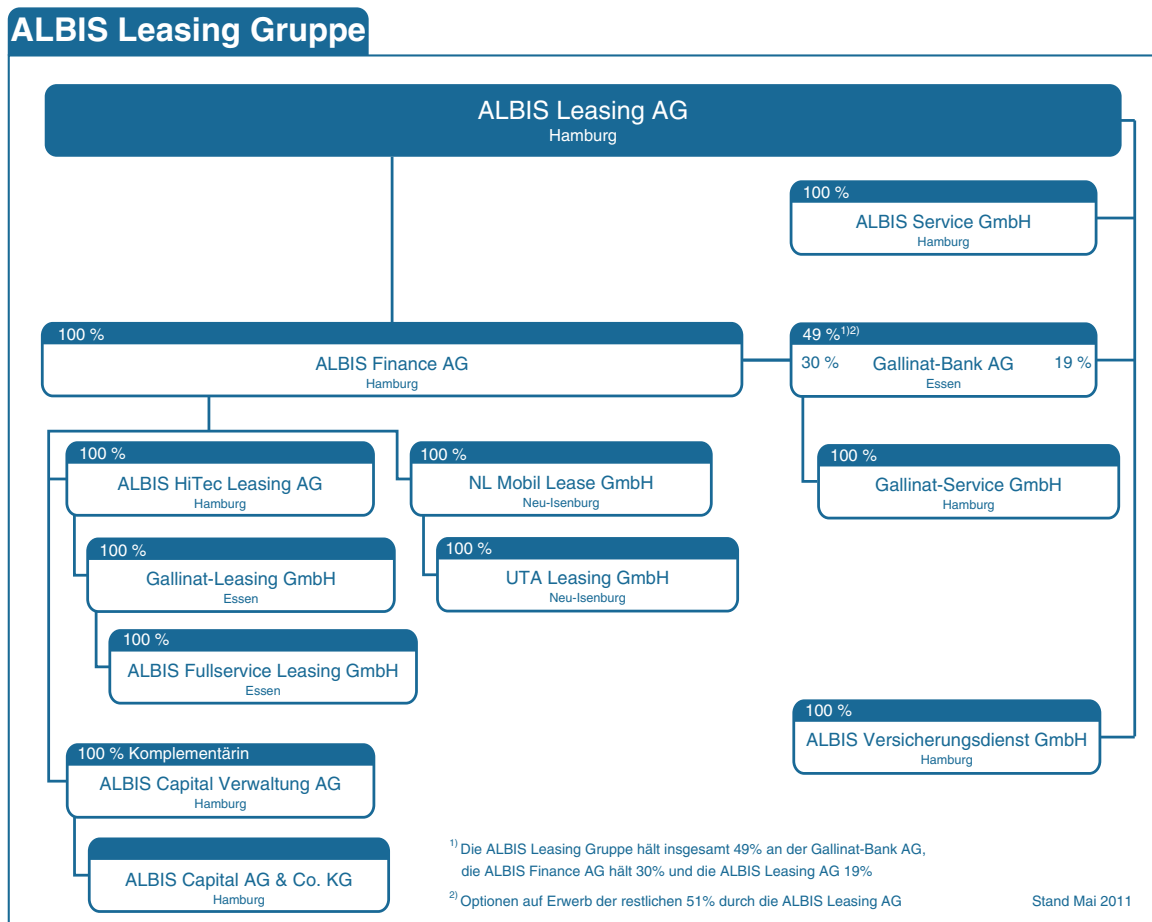 ALBIS Leasing Gruppe
ALBIS Leasing AG
Hamburg
100 %
ALBIS Service GmbH
Hamburg
100 %
ALBIS Finance AG
Hamburg
49 %1)2)
30 % Gallinat-Bank AG 19 %
Essen
100 %
ALBIS HiTec Leasing AG
Hamburg
100 %
NL Mobil Lease GmbH
Neu-Isenburg
100 %
Gallinat-Service GmbH
Hamburg
100 %
Gallinat-Leasing GmbH
Essen
100 %
UTA Leasing GmbH
Neu-Isenburg
100 %
ALBIS Fullservice Leasing GmbH
Essen
100 %
ALBIS Versicherungsdienst GmbH
Hamburg
100 % Komplementärin
ALBIS Capital Verwaltung AG
Hamburg
ALBIS Capital AG & Co. KG
Hamburg
1) Die ALBIS Leasing Gruppe hält insgesamt 49% an der Gallinat-Bank AG,
die ALBIS Finance AG hält 30% und die ALBIS Leasing AG 19%
2) Optionen auf Erwerb der restlichen 51% durch die ALBIS Leasing AG
Stand Mai 2011